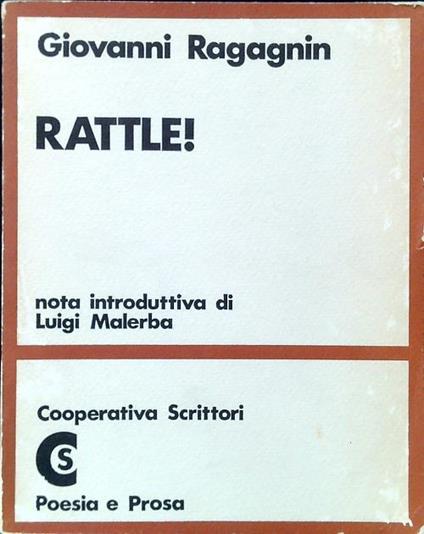 Giovanni Ragagnin
RATTLE!
nota introduttiva di
Luigi Malerba
Cooperativa Scrittori
CS
Poesia e Prosa